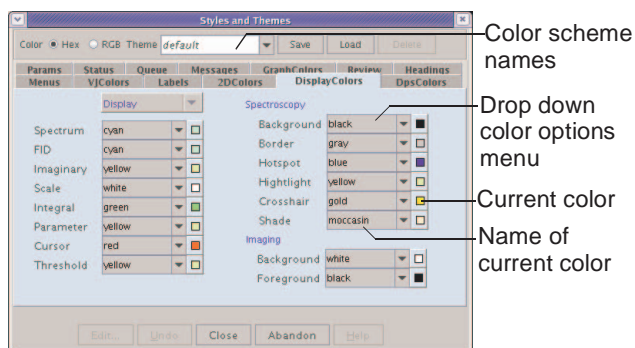 Styles and Themes
Color Hex RGB Theme default Save Load Delete
Params Status Queue Messages GraphColors Review Headings
Menus VJColors Labels 2DColors DisplayColors DpsColors
Display
Spectrum cyan
FID cyan
Imaginary yellow
Scale white
Integral green
Parameter yellow
Cursor red
Threshold yellow
Spectroscopy
Background black
Border gray
Hotspot blue
Hightlight yellow
Crosshair gold
Shade moccasin
Imaging
Background white
Foreground black
Edit... Undo Close Abandon Help
Color scheme
names
Drop down
color options
menu
Current color
Name of
current color